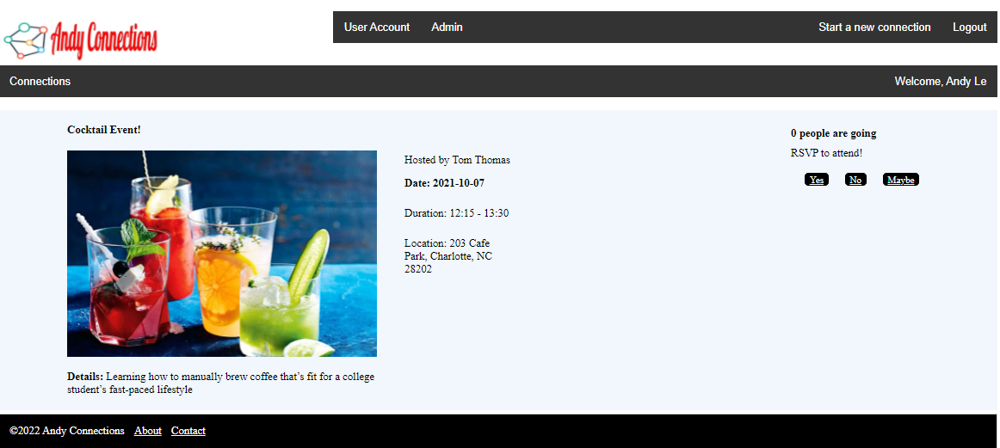 Andy Connections
User Account
Admin
Start a new connection
Logout
Connections
Welcome, Andy Le
Cocktail Event!
Hosted by Tom Thomas
Date: 2021-10-07
Duration: 12:15 - 13:30
Location: 203 Cafe
Park, Charlotte, NC
28202
0 people are going
RSVP to attend!
Yes
No
Maybe
Details: Learning how to manually brew coffee that’s fit for a college
student’s fast-paced lifestyle
©2022 Andy Connections About Contact